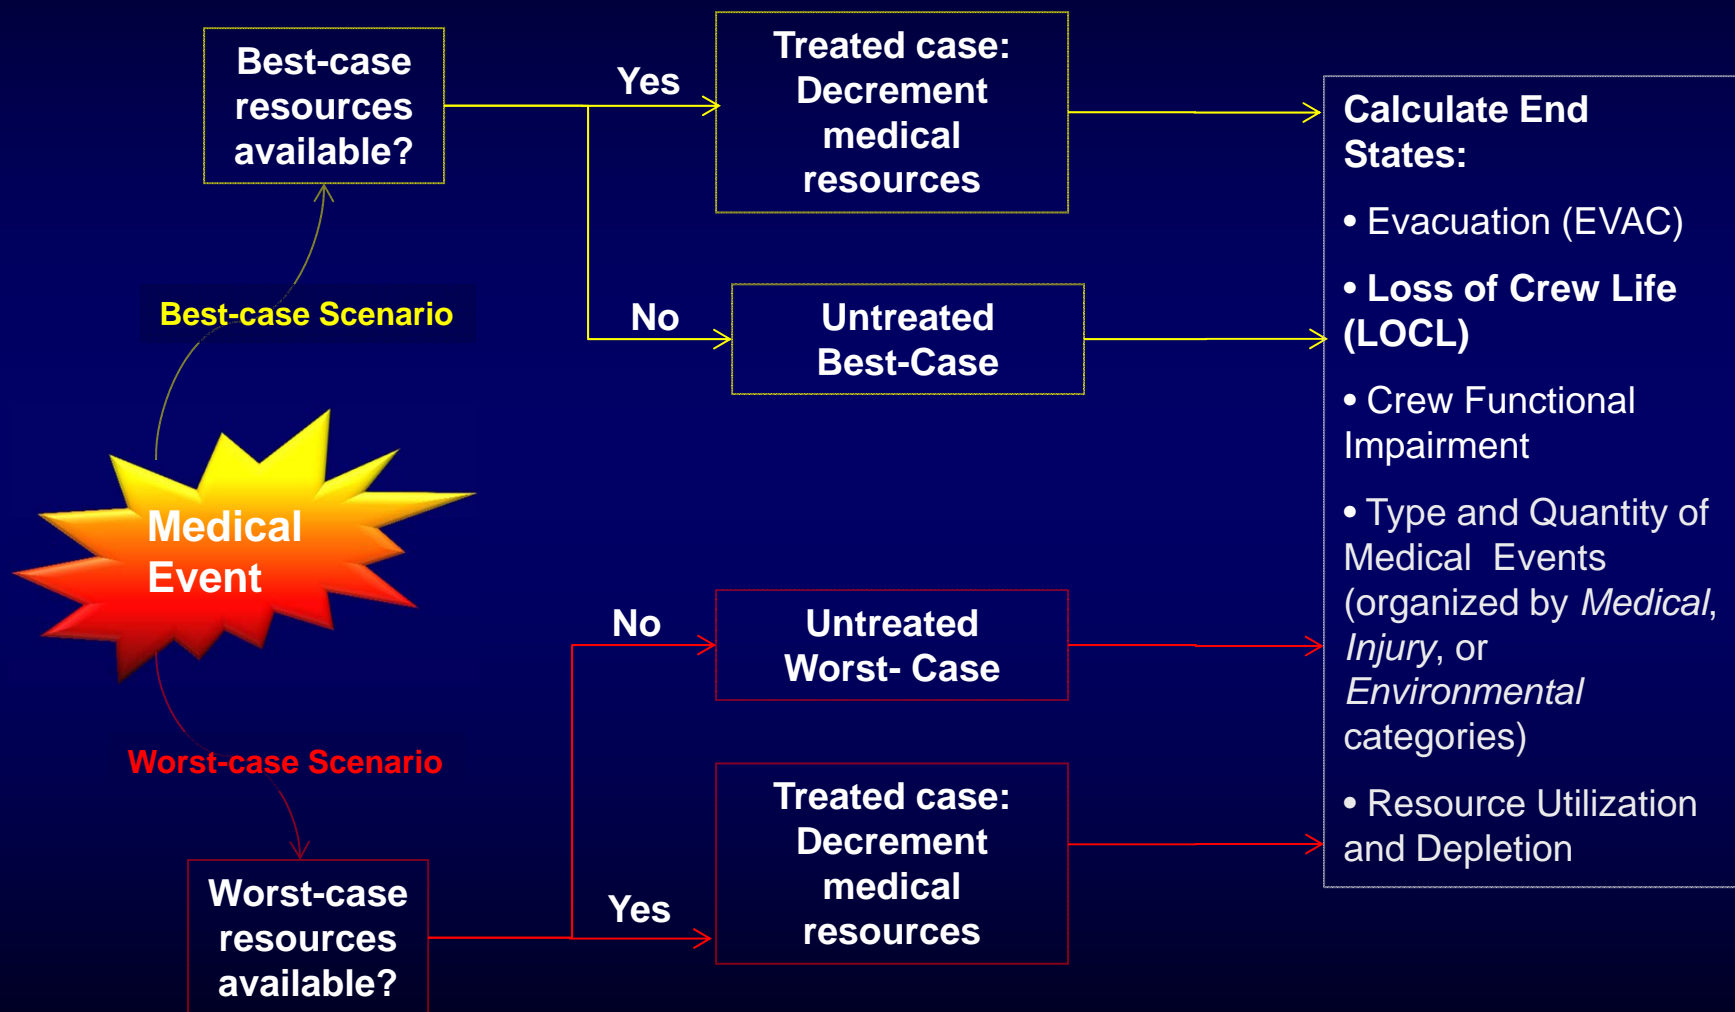 Best-case
resources
available?
Yes
Treated case:
Decrement
medical
resources
Best-case Scenario
No
Untreated
Best-Case
Medical
Event
No
Untreated
Worst- Case
Worst-case Scenario
Worst-case
resources
available?
Yes
Treated case:
Decrement
medical
resources
Calculate End
States:
• Evacuation (EVAC)
• Loss of Crew Life
(LOCL)
• Crew Functional
Impairment
• Type and Quantity of
Medical  Events
(organized by Medical,
Injury, or
Environmental
categories)
• Resource Utilization
and Depletion